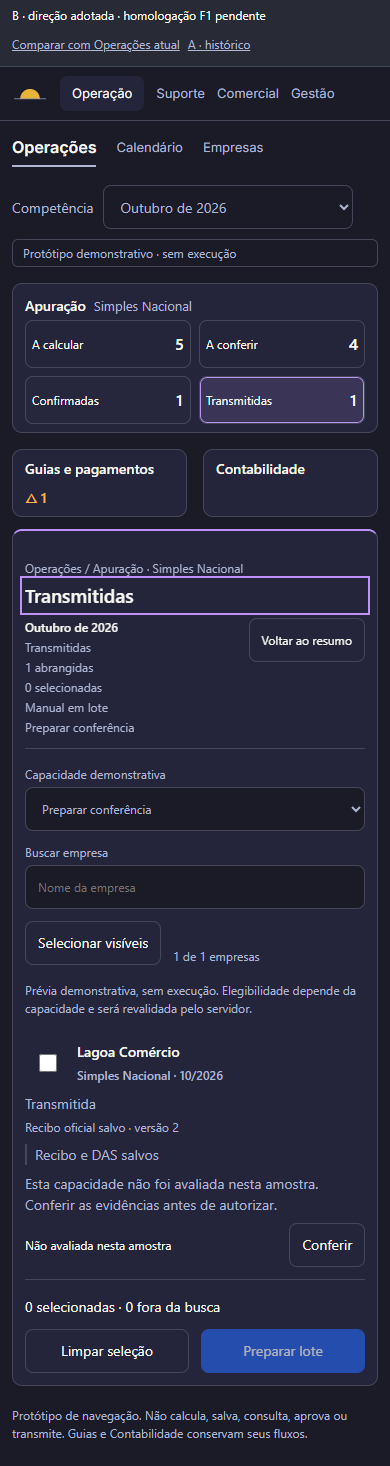 B · direção adotada · homologação F1 pendente
Comparar com Operações atual A · histórico
Operação Suporte Comercial Gestão
Operações Calendário Empresas
Competência Outubro de 2026
Protótipo demonstrativo · sem execução
Apuração Simples Nacional
A calcular 5 A conferir 4
Confirmadas 1 Transmitidas 1
Guias e pagamentos Contabilidade
△ 1
Operações / Apuração · Simples Nacional
Transmitidas
Outubro de 2026
Voltar ao resumo
Transmitidas
1 abrangidas
0 selecionadas
Manual em lote
Preparar conferência
Capacidade demonstrativa
Preparar conferência
Buscar empresa
Nome da empresa
Selecionar visíveis 1 de 1 empresas
Prévia demonstrativa, sem execução. Elegibilidade depende da
capacidade e será revalidada pelo servidor.
Lagoa Comércio
Simples Nacional · 10/2026
Transmitida
Recibo oficial salvo · versão 2
Recibo e DAS salvos
Esta capacidade não foi avaliada nesta amostra.
Conferir as evidências antes de autorizar.
Não avaliada nesta amostra Conferir
0 selecionadas · 0 fora da busca
Limpar seleção Preparar lote
Protótipo de navegação. Não calcula, salva, consulta, aprova ou
transmite. Guias e Contabilidade conservam seus fluxos.